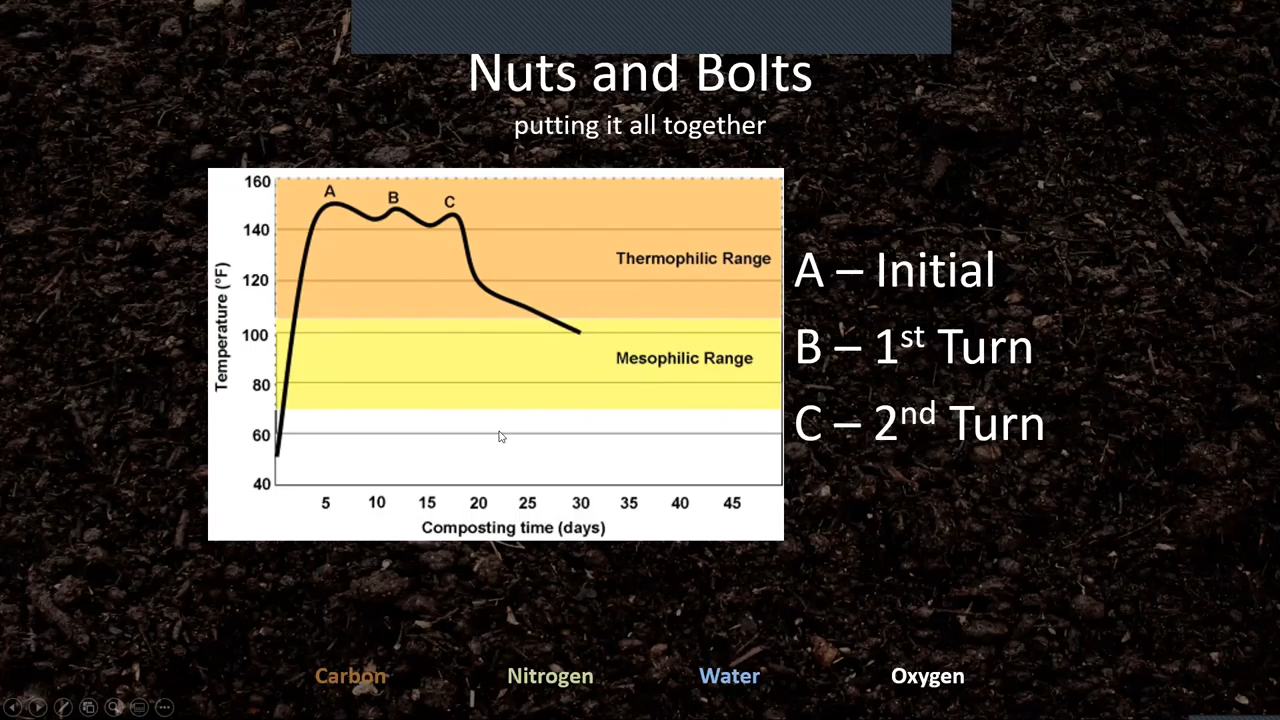 Nuts and Bolts
putting it all together
160
140
120
100
80
60
40
Temperature (°F)
A
B
C
Thermophilic Range
Mesophilic Range
5 10 15 20 25 30 35 40 45
Composting time (days)
A – Initial
B – 1st Turn
C – 2nd Turn
Carbon Nitrogen Water Oxygen